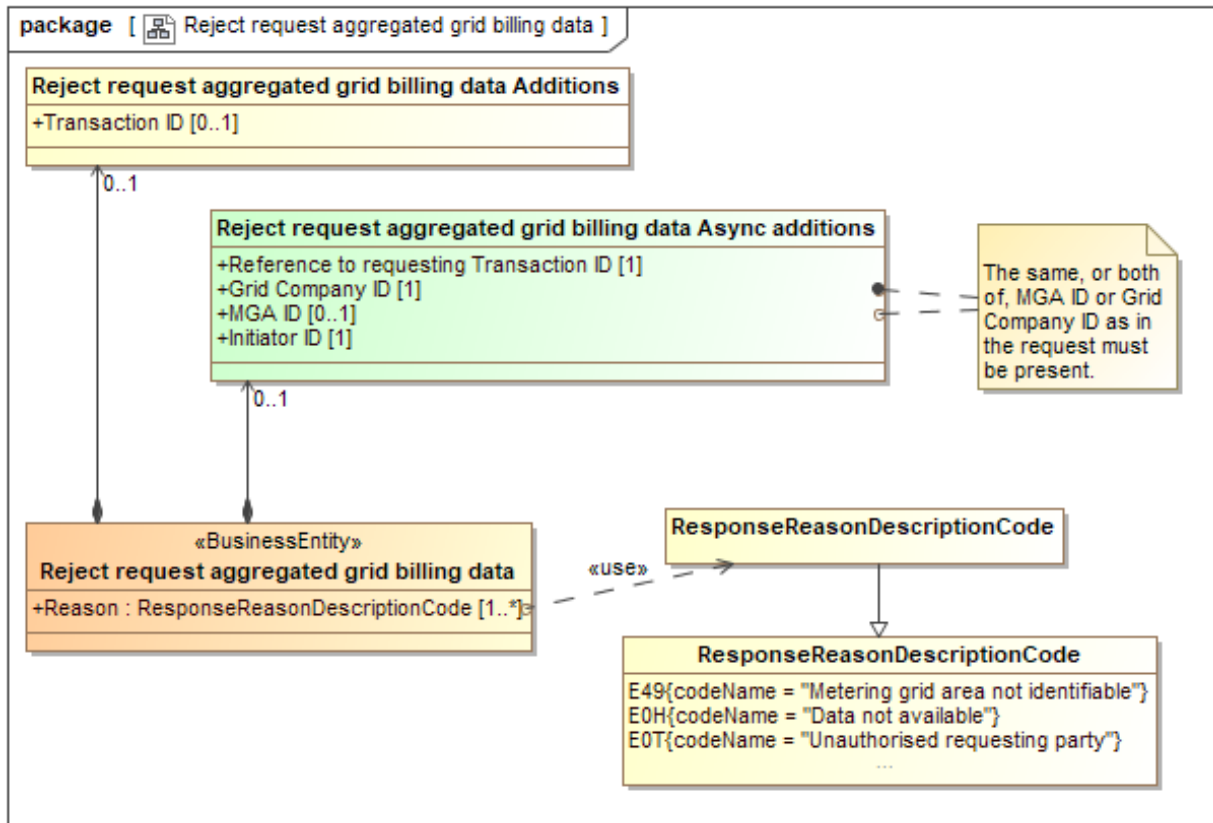 package [ Reject request aggregated grid billing data ]
Reject request aggregated grid billing data Additions
+Transaction ID [0..1]
0..1
Reject request aggregated grid billing data Async additions
+Reference to requesting Transaction ID [1]
+Grid Company ID [1]
+MGA ID [0..1]
+Initiator ID [1]
The same, or both
of, MGA ID or Grid
Company ID as in
the request must
be present.
0..1
«BusinessEntity»
Reject request aggregated grid billing data
+Reason : ResponseReasonDescriptionCode [1..*]
«use»
ResponseReasonDescriptionCode
ResponseReasonDescriptionCode
E49{codeName = "Metering grid area not identifiable"}
E0H{codeName = "Data not available"}
E0T{codeName = "Unauthorised requesting party"}
...